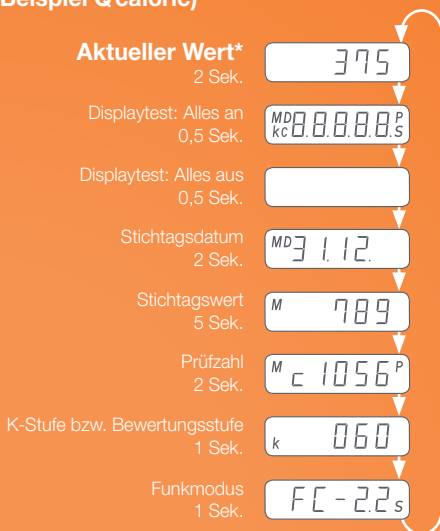 Beispiel Q caloric)
Aktueller Wert*
2 Sek.
375
Displaytest: Alles an
0,5 Sek.
MD kc 8.8.8.8.8. P S
Displaytest: Alles aus
0,5 Sek.
Stichtagsdatum
2 Sek.
MD 31.12.
Stichtagswert
5 Sek.
M 789
Prüfzahl
2 Sek.
M c 1056 P
K-Stufe bzw. Bewertungsstufe
1 Sek.
k 060
Funkmodus
1 Sek.
FC-2.2s